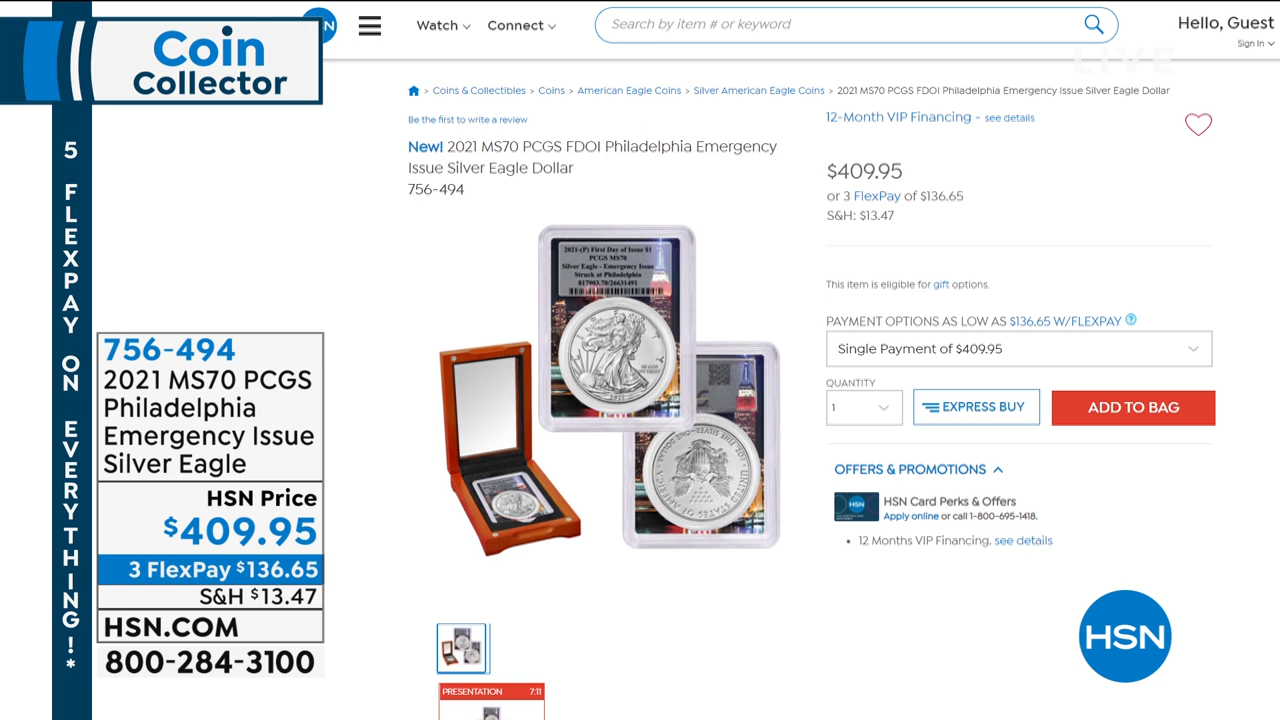 Coin
Collector
5 FLEXPAY ON EVERYTHING!*
756-494
2021 MS70 PCGS
Philadelphia
Emergency Issue
Silver Eagle
HSN Price
$409.95
3 FlexPay $136.65
S&H $13.47
HSN.COM
800-284-3100
Watch
Connect
Search by item # or keyword
Hello, Guest
Sign In
LIVE
> Coins & Collectibles > Coins > American Eagle Coins > Silver American Eagle Coins > 2021 MS70 PCGS FDOI Philadelphia Emergency Issue Silver Eagle Dollar
Be the first to write a review
New! 2021 MS70 PCGS FDOI Philadelphia Emergency
Issue Silver Eagle Dollar
756-494
2021-(P) First Day of Issue $1
PCGS MS70
Silver Eagle - Emergency Issue
Struck at Philadelphia
817903.70/26631491
12-Month VIP Financing - see details
$409.95
or 3 FlexPay of $136.65
S&H: $13.47
This item is eligible for gift options.
PAYMENT OPTIONS AS LOW AS $136.65 W/FLEXPAY ?
Single Payment of $409.95
QUANTITY
1
EXPRESS BUY
ADD TO BAG
OFFERS & PROMOTIONS
HSN
HSN Card Perks & Offers
Apply online or call 1-800-695-1418.
• 12 Months VIP Financing. see details
HSN
PRESENTATION 7:11